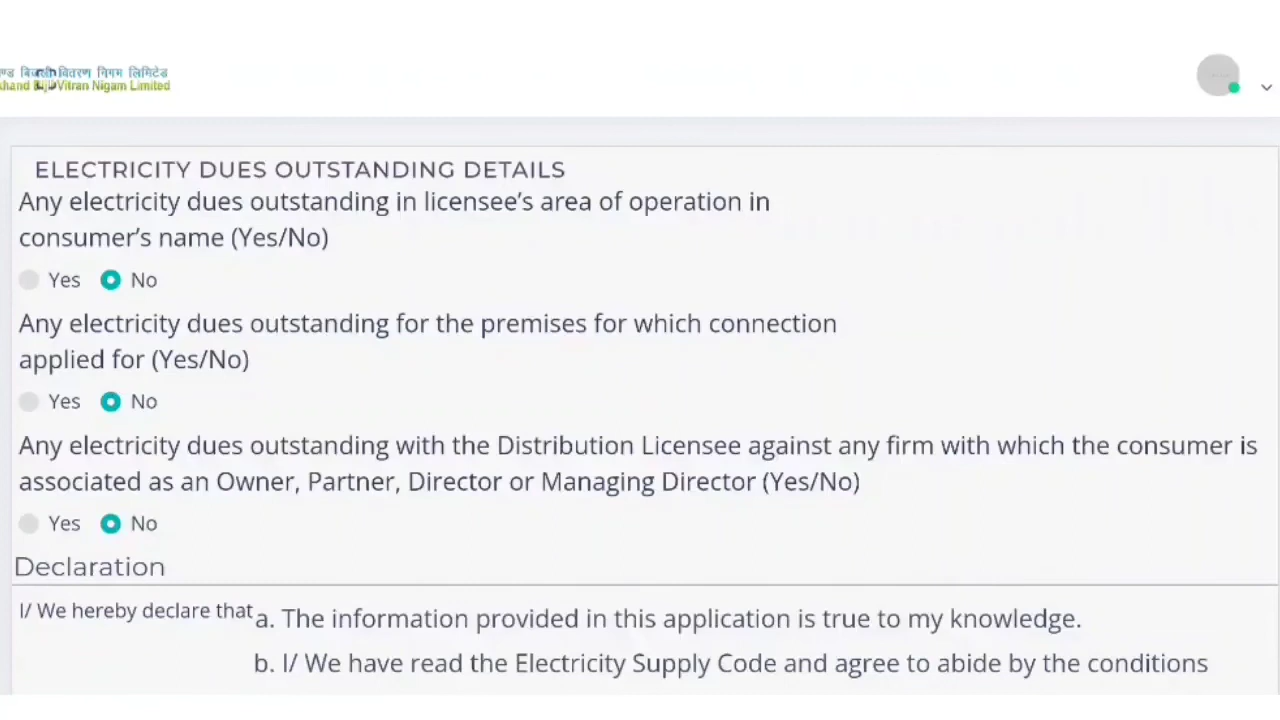 वितरण निगम लिमिटेड
Vitran Nigam Limited
ELECTRICITY DUES OUTSTANDING DETAILS
Any electricity dues outstanding in licensee’s area of operation in
consumer’s name (Yes/No)
Yes No
Any electricity dues outstanding for the premises for which connection
applied for (Yes/No)
Yes No
Any electricity dues outstanding with the Distribution Licensee against any firm with which the consumer is
associated as an Owner, Partner, Director or Managing Director (Yes/No)
Yes No
Declaration
I/ We hereby declare that a. The information provided in this application is true to my knowledge.
b. I/ We have read the Electricity Supply Code and agree to abide by the conditions